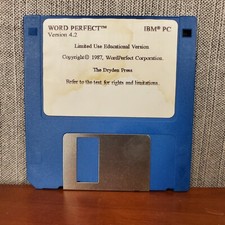 WORD PERFECT™ IBM® PC
Version 4.2
Limited Use Educational Version
Copyright© 1987, WordPerfect Corporation.
The Dryden Press
Refer to the text for rights and limitations.